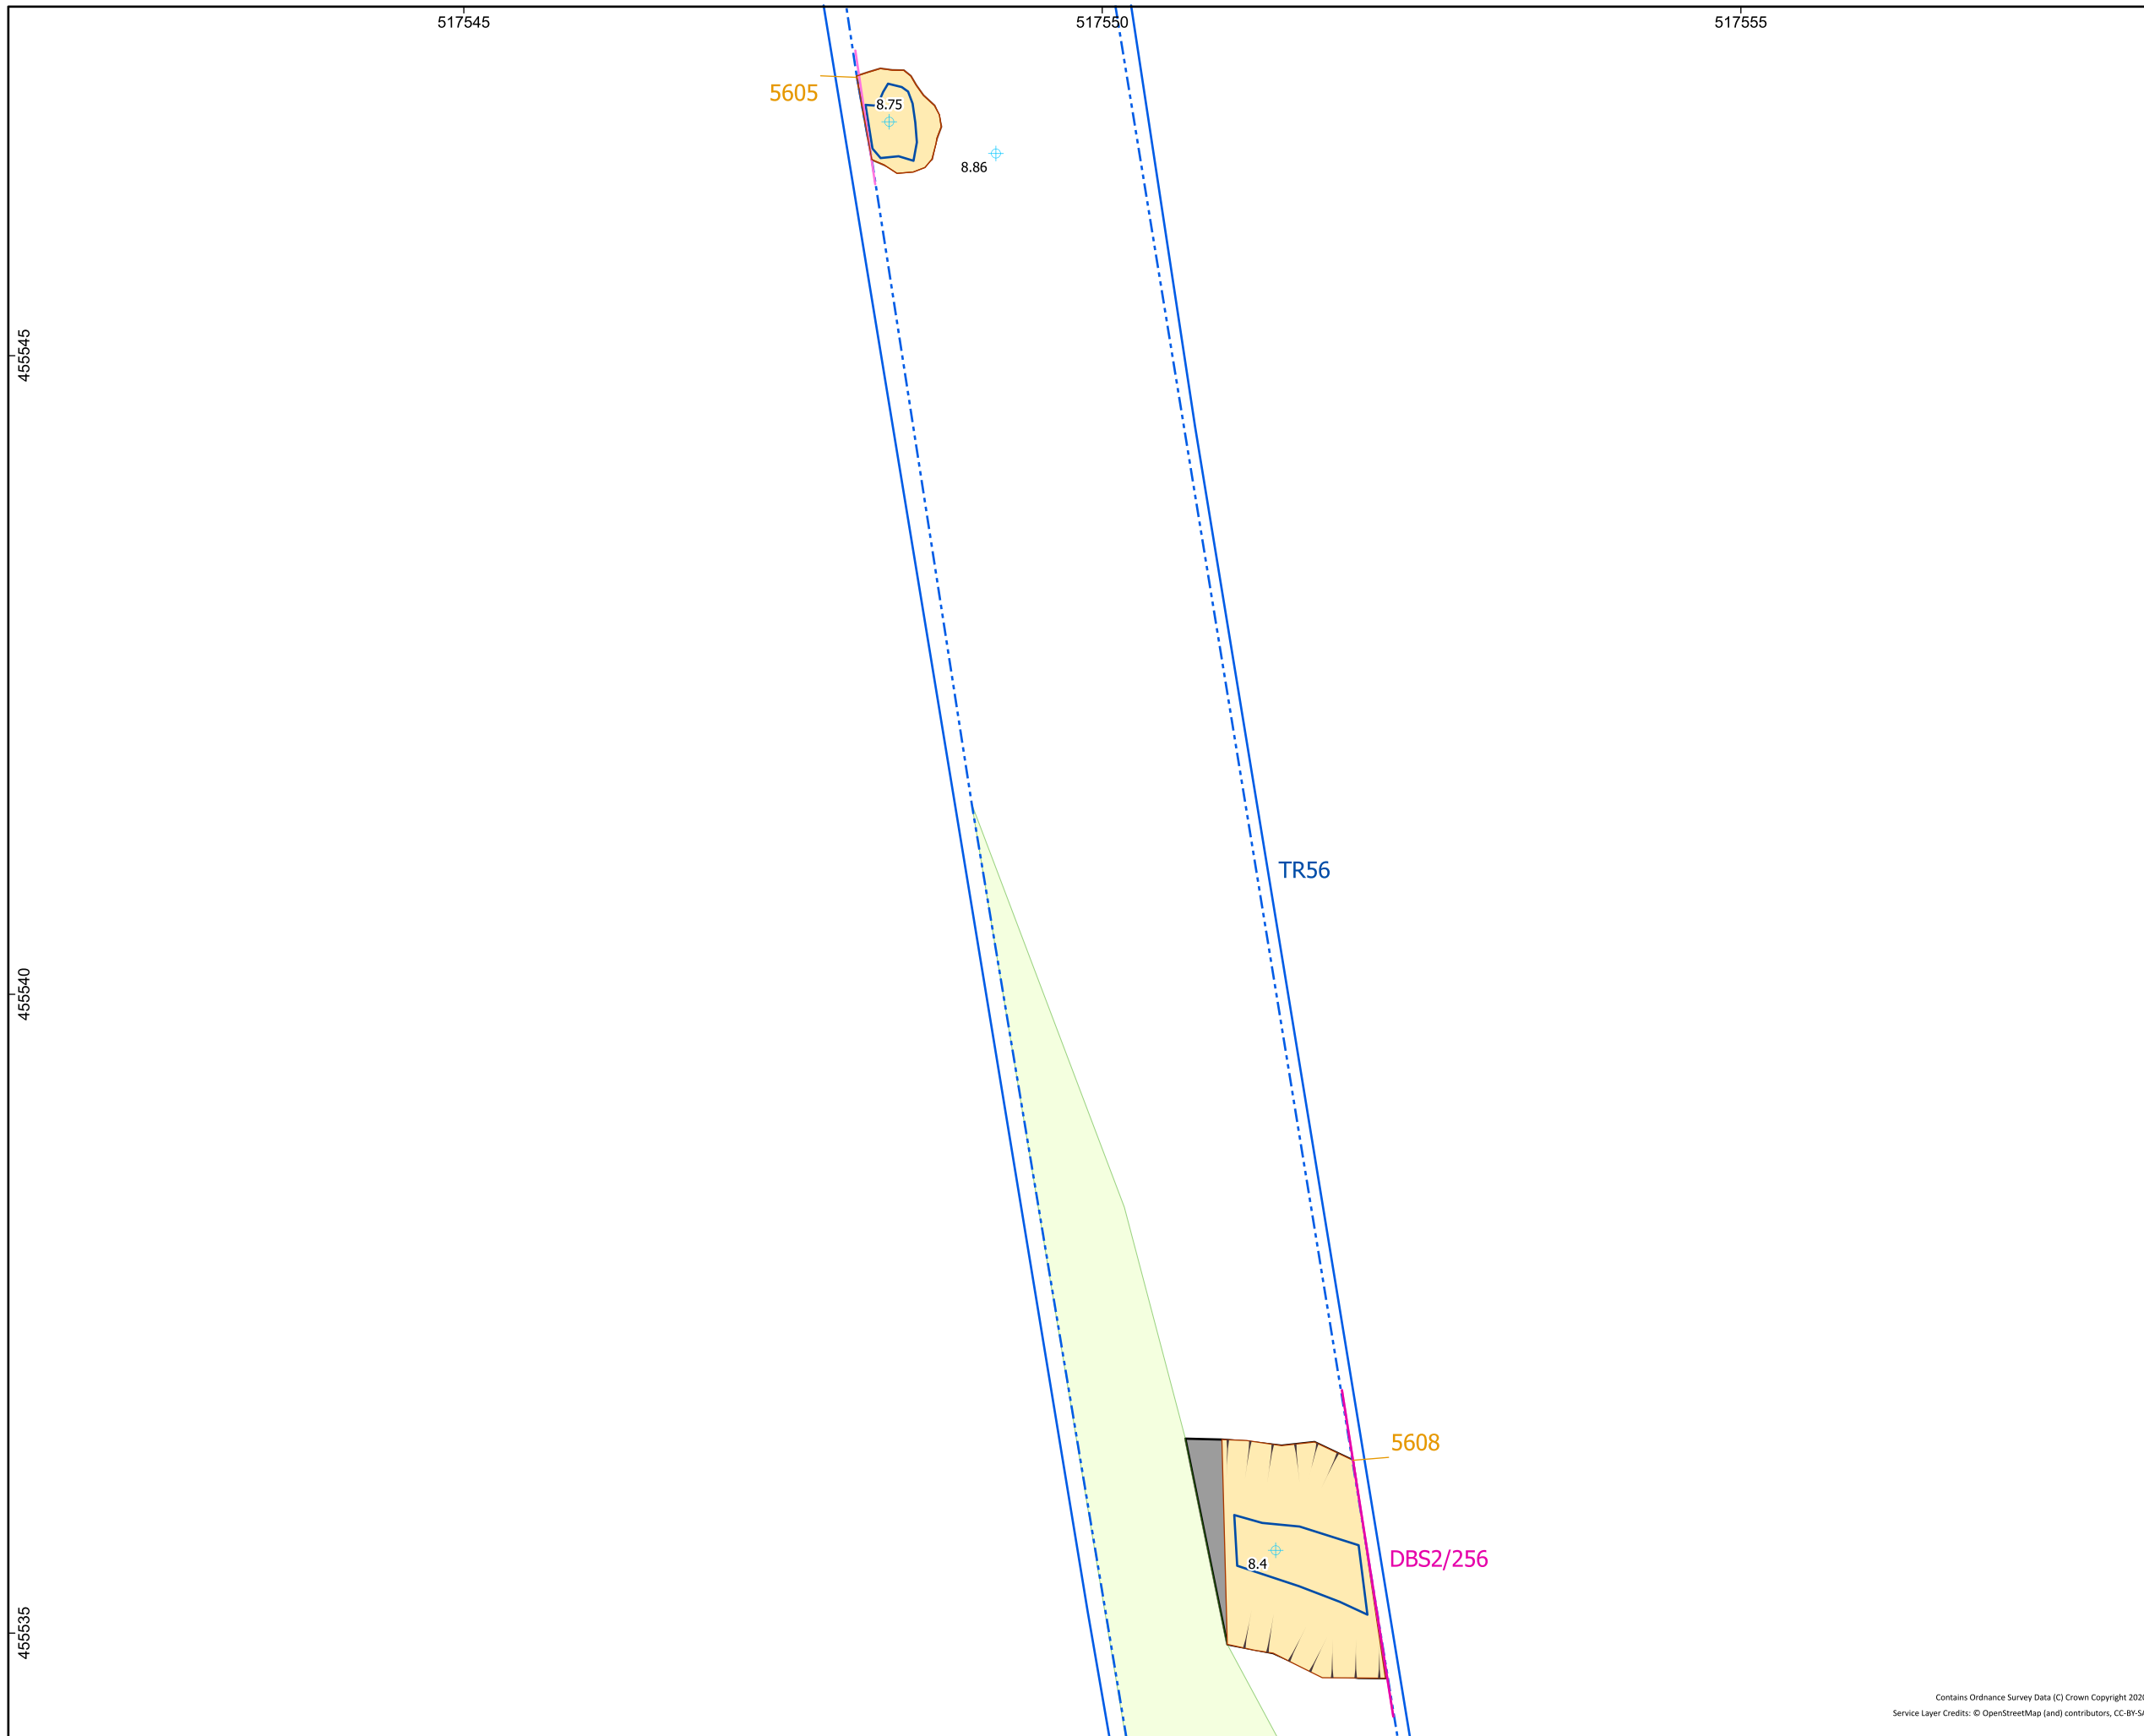 517545
517550
517555
5605
8.75
8.86
455545
TR56
455540
5608
DBS2/256
8.4
455535
Contains Ordnance Survey Data (C) Crown Copyright 2020
Service Layer Credits: © OpenStreetMap (and) contributors, CC-BY-SA